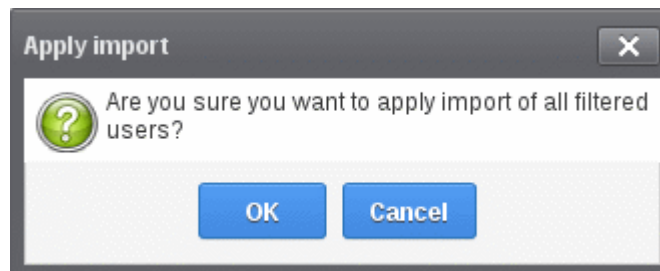 Apply import
Are you sure you want to apply import of all filtered
users?
OK
Cancel